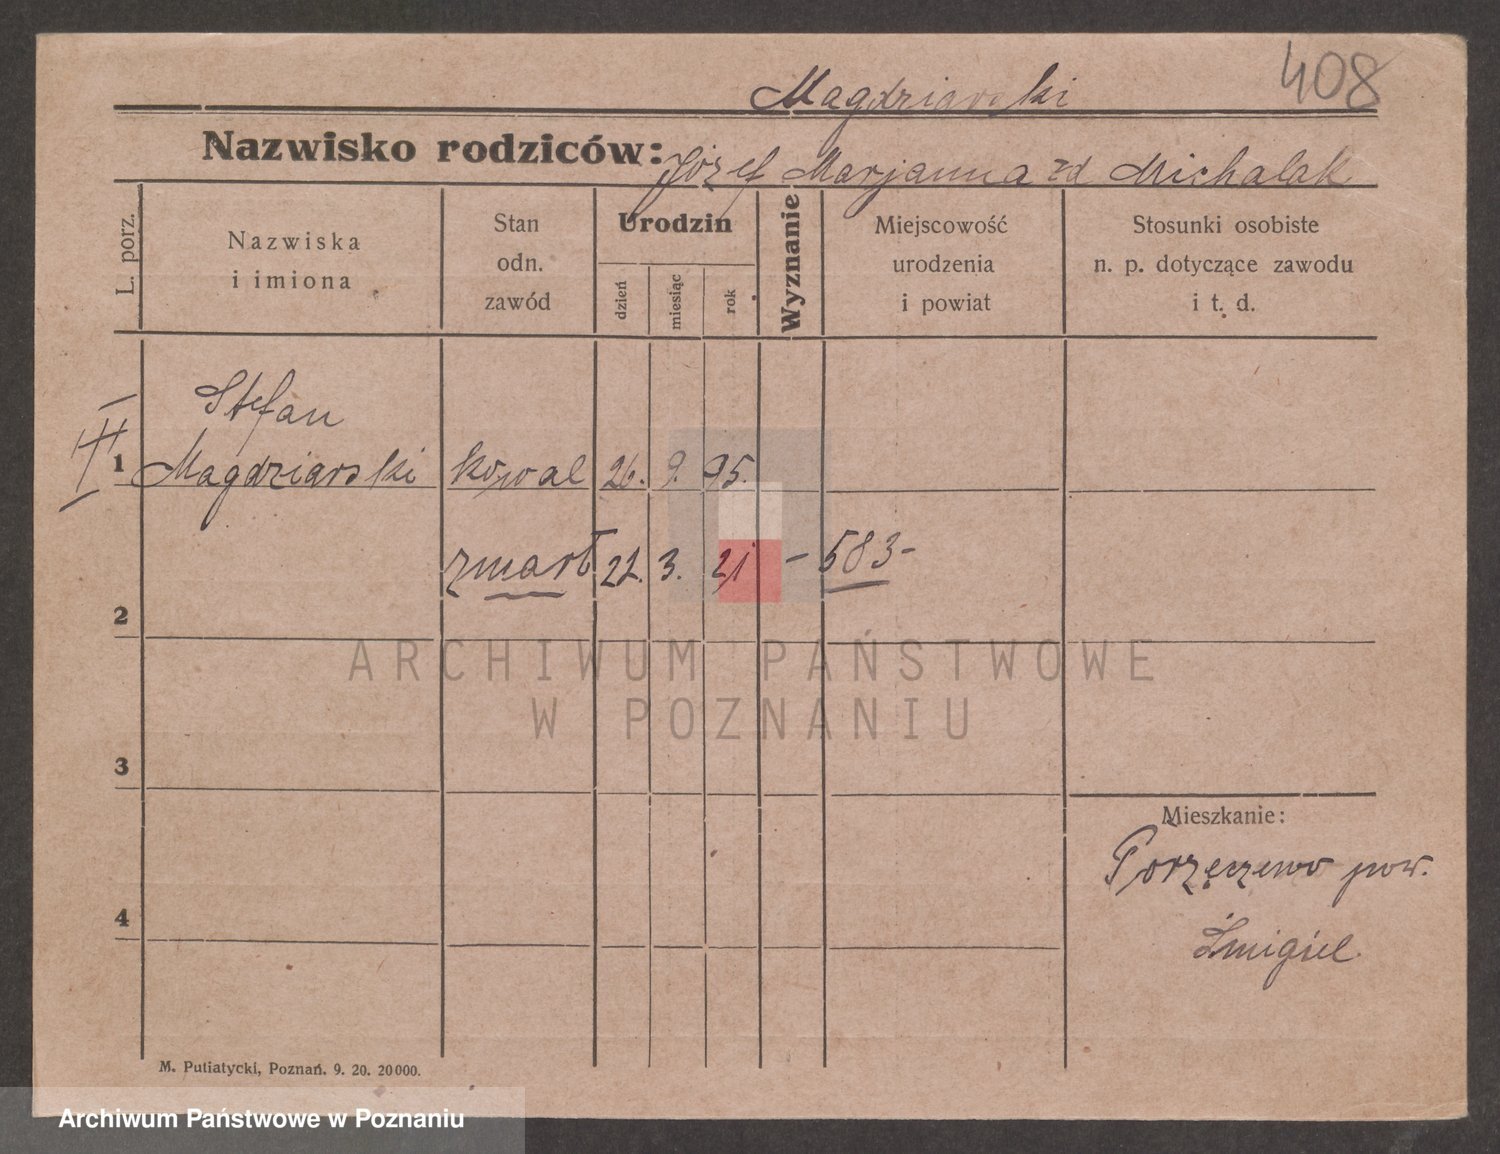 408
Magdziarski
Nazwisko rodziców: Józef Marjanna zd Michalak
L. porz.
Nazwiska
i imiona
Stan
odn.
zawód
Urodzin
dzień
miesiąc
rok
Wyznanie
Miejscowość
urodzenia
i powiat
Stosunki osobiste
n. p. dotyczące zawodu
i t. d.
II
Stefan
1 Magdziarski kowal 26. 9. 95.
zmarł 22. 3. 21 – 583 –
2
ARCHIWUM PAŃSTWOWE
W POZNANIU
3
Mieszkanie:
pow.
4
Śmigiel.
M. Putiatycki, Poznań. 9. 20. 20000.
Archiwum Państwowe w Poznaniu